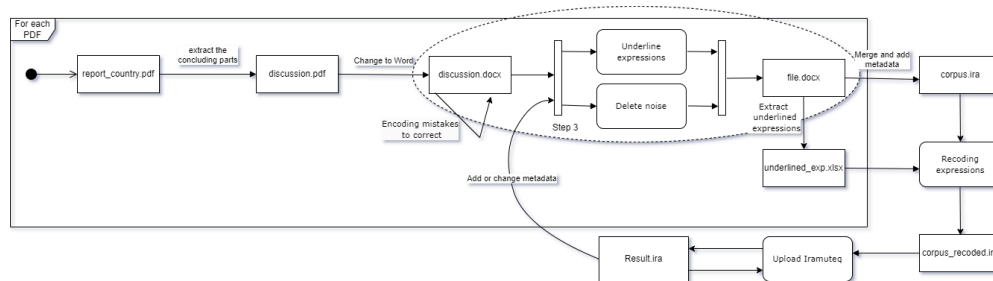 For each
PDF
report_country.pdf
extract the
concluding parts
discussion.pdf
Change to Word
discussion.docx
Encoding mistakes
to correct
Step 3
Underline
expressions
Delete noise
file.docx
Extract
underlined
expressions
underlined_exp.xlsx
Merge and add
metadata
corpus.ira
Recoding
expressions
corpus_recoded.ir
Upload Iramuteq
Result.ira
Add or change metadata